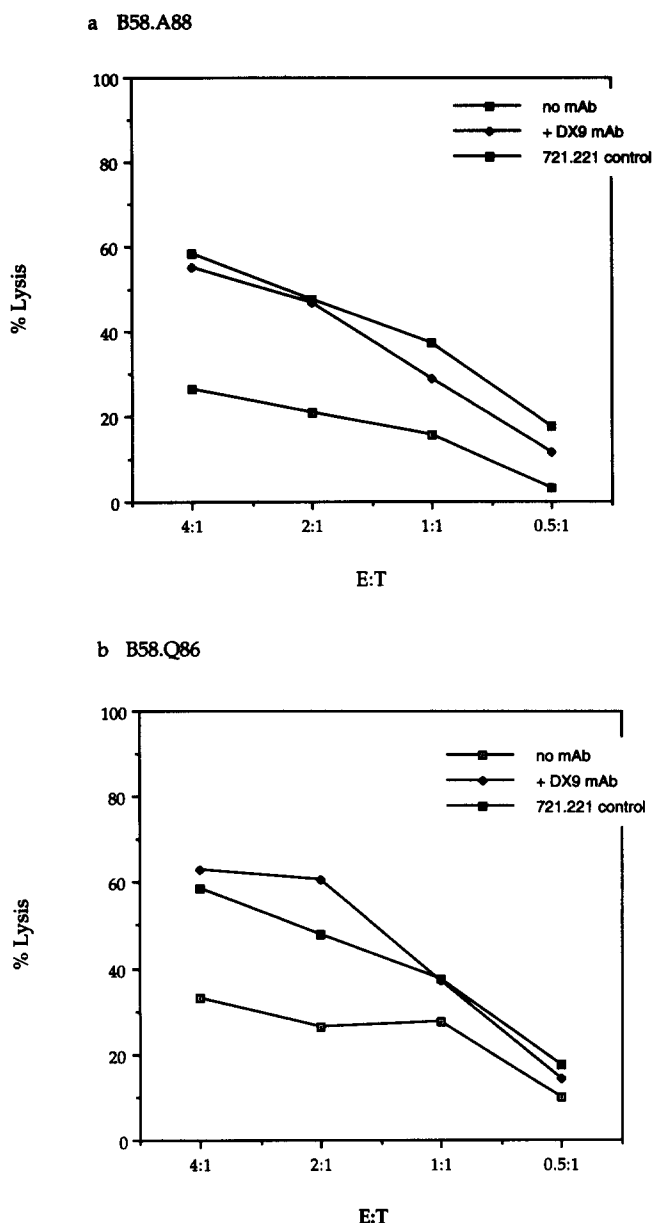 a B58.A88
100
80
60
40
20
0
% Lysis
no mAb
+ DX9 mAb
721.221 control
4:1
2:1
1:1
0.5:1
E:T
b B58.Q86
100
80
60
40
20
0
% Lysis
no mAb
+ DX9 mAb
721.221 control
4:1
2:1
1:1
0.5:1
E:T